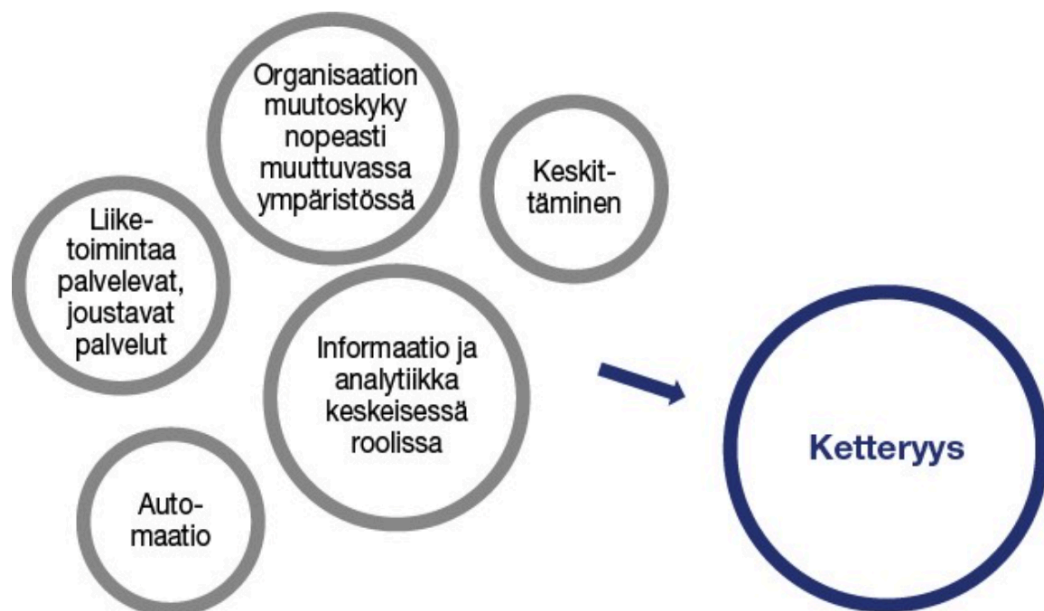 Organisaation
muutoskyky
nopeasti
muuttuvassa
ympäristössä
Keskit-
täminen
Liike-
toimintaa
palvelevat,
joustavat
palvelut
Informaatio ja
analytiikka
keskeisessä
roolissa
Ketteryys
Auto-
maatio